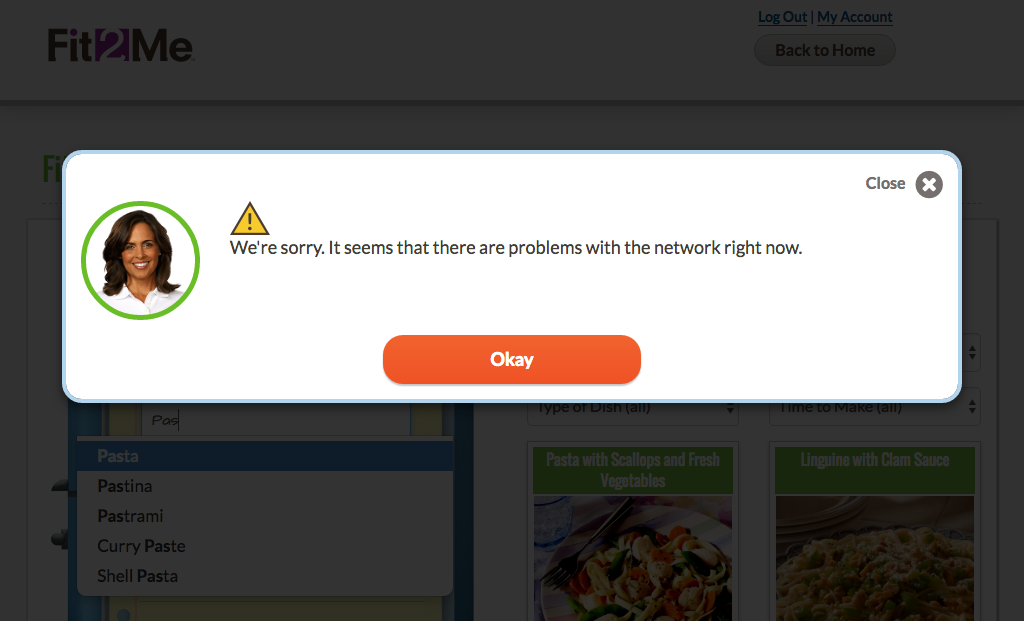 Log Out | My Account
Fit2Me
Back to Home
Fi
Close
We're sorry. It seems that there are problems with the network right now.
Okay
Pas
Type of Dish (all)
Time to Make (all)
Pasta
Pastina
Pastrami
Curry Paste
Shell Pasta
Pasta with Scallops and Fresh
Vegetables
Linguine with Clam Sauce